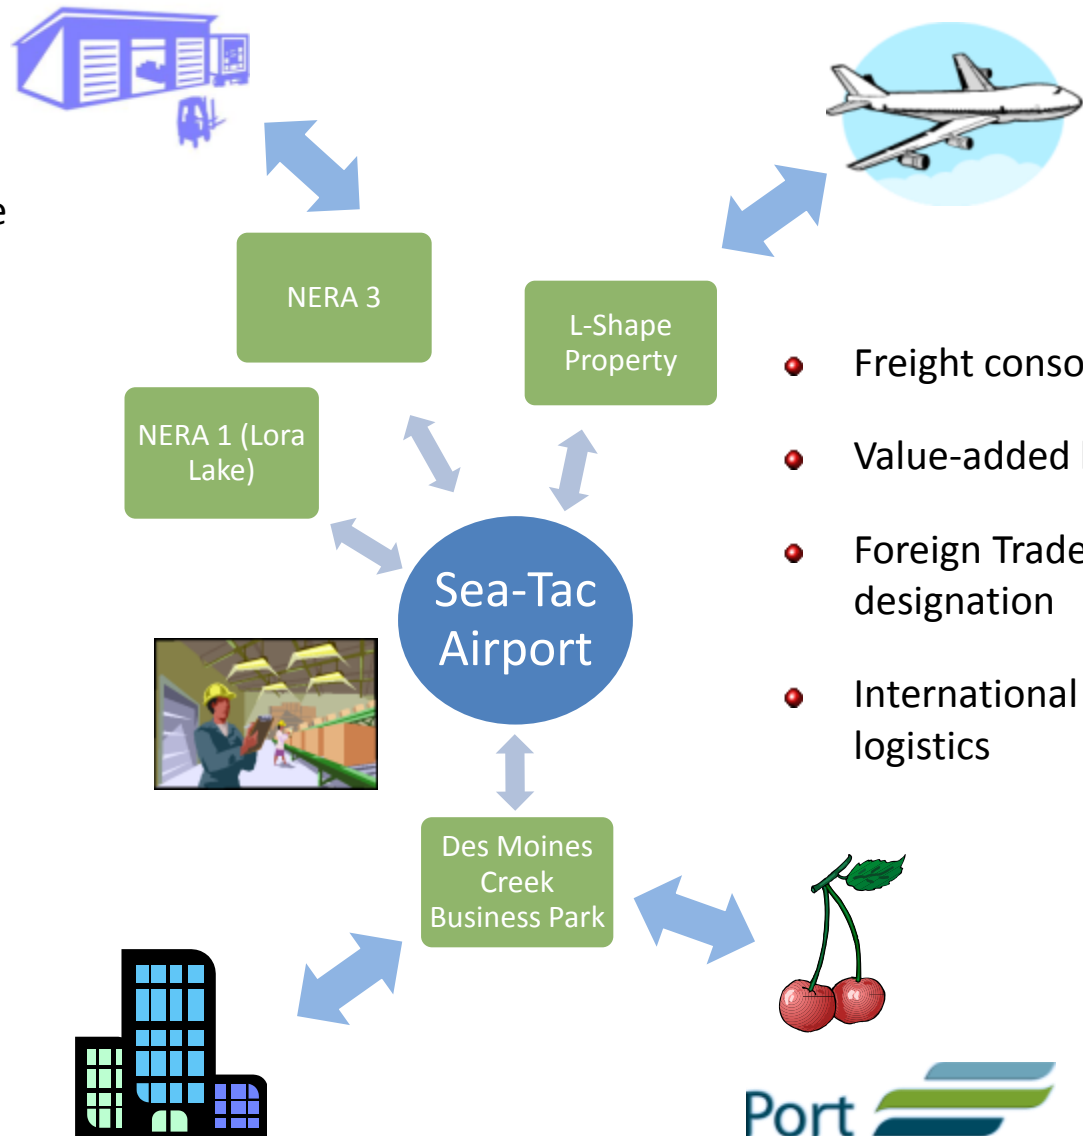 NERA 3
L-Shape
Property
NERA 1 (Lora
Lake)
Sea-Tac
Airport
Des Moines
Creek
Business Park
Freight
Value-added
Foreign Trade
designation
International
logistics
Port